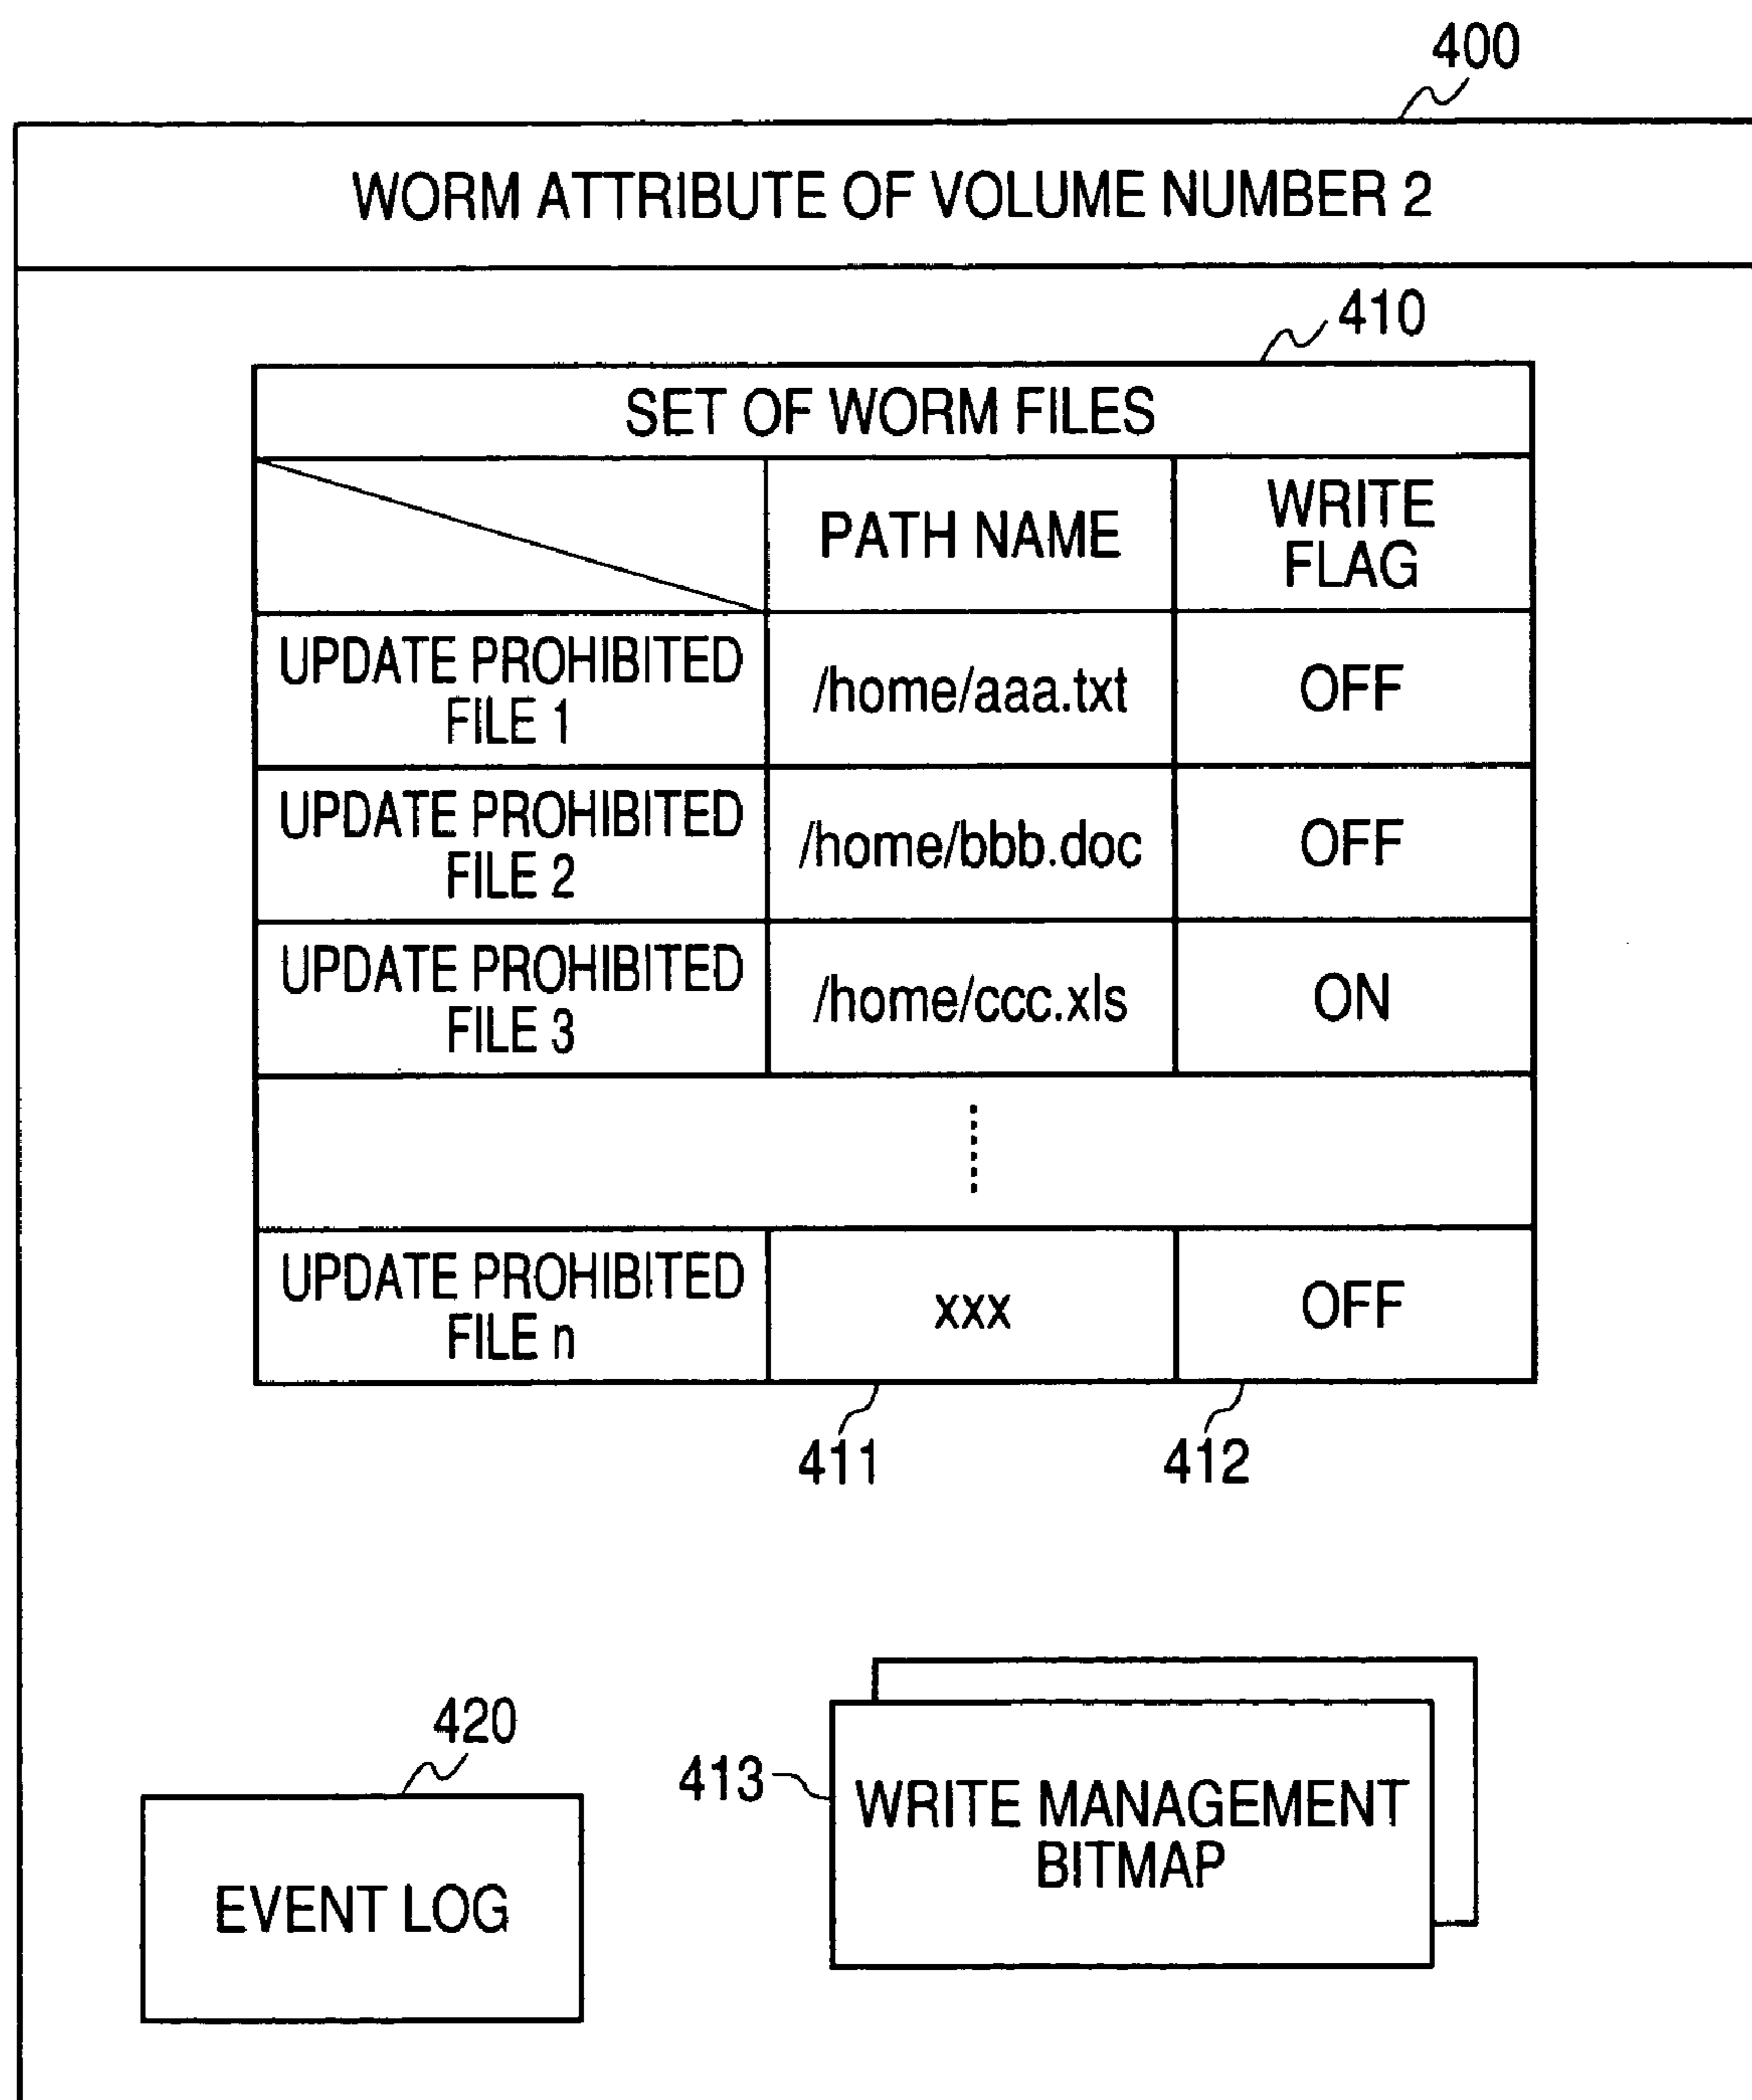 400
WORM ATTRIBUTE OF VOLUME NUMBER 2
410
SET OF WORM FILES
PATH NAME
WRITE
FLAG
UPDATE PROHIBITED
FILE 1
/home/aaa.txt
OFF
UPDATE PROHIBITED
FILE 2
/home/bbb.doc
OFF
UPDATE PROHIBITED
FILE 3
/home/ccc.xls
ON
UPDATE PROHIBITED
FILE n
xxx
OFF
411
412
420
EVENT LOG
413
WRITE MANAGEMENT
BITMAP